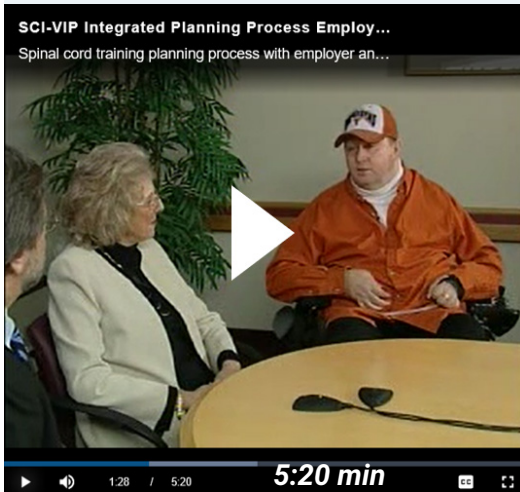 SCI-VIP Integrated Planning Process Employ...
Spinal cord training planning process with employer an...
1:28 / 5:20
5:20 min
CC